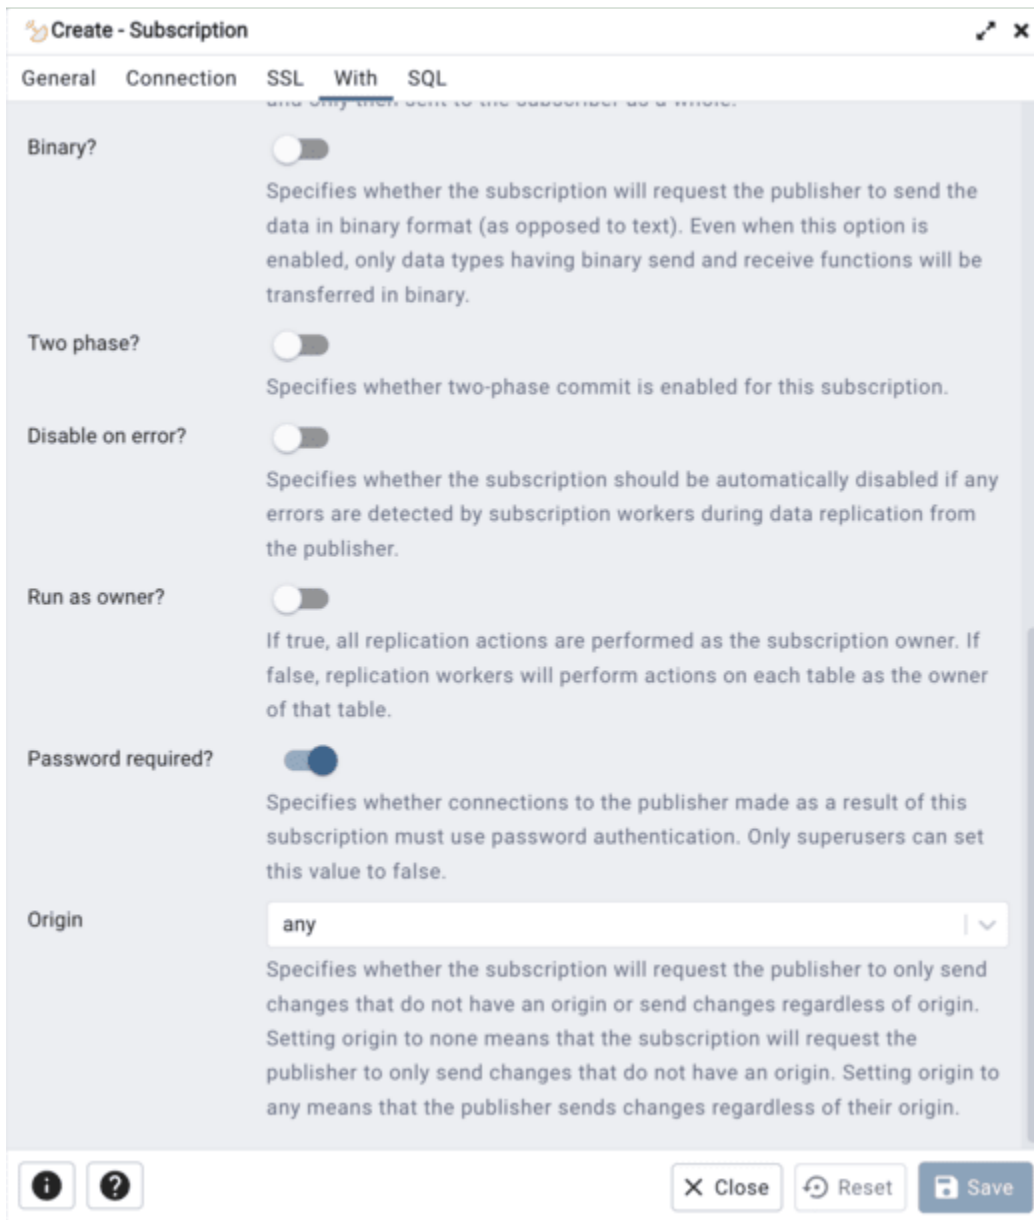 Create - Subscription
General Connection SSL With SQL
and only then sent to the subscriber as a whole.
Binary?
Specifies whether the subscription will request the publisher to send the
data in binary format (as opposed to text). Even when this option is
enabled, only data types having binary send and receive functions will be
transferred in binary.
Two phase?
Specifies whether two-phase commit is enabled for this subscription.
Disable on error?
Specifies whether the subscription should be automatically disabled if any
errors are detected by subscription workers during data replication from
the publisher.
Run as owner?
If true, all replication actions are performed as the subscription owner. If
false, replication workers will perform actions on each table as the owner
of that table.
Password required?
Specifies whether connections to the publisher made as a result of this
subscription must use password authentication. Only superusers can set
this value to false.
Origin
any
Specifies whether the subscription will request the publisher to only send
changes that do not have an origin or send changes regardless of origin.
Setting origin to none means that the subscription will request the
publisher to only send changes that do not have an origin. Setting origin to
any means that the publisher sends changes regardless of their origin.
Close Reset Save